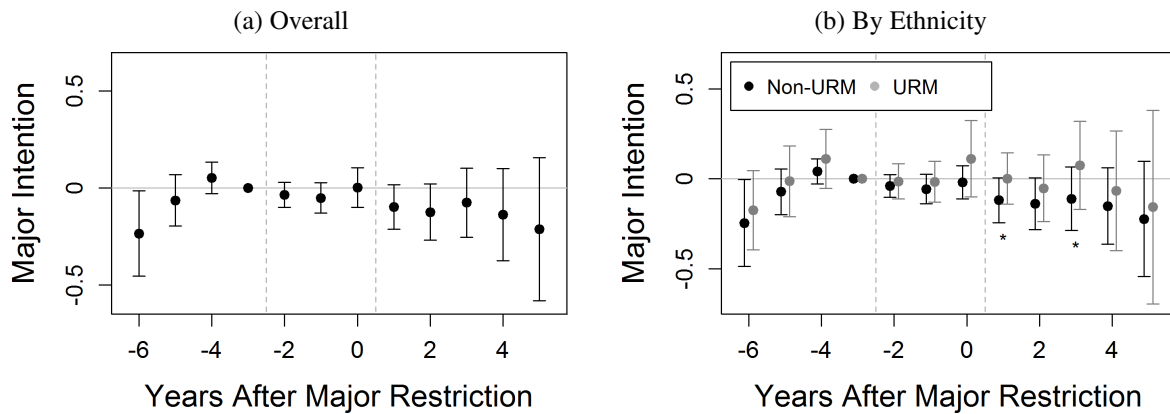 (a) Overall
Major Intention
0.5
0
-0.5
-6 -4 -2 0 2 4
Years After Major Restriction
(b) By Ethnicity
Major Intention
Non-URM URM
0.5
0
-0.5
* *
-6 -4 -2 0 2 4
Years After Major Restriction